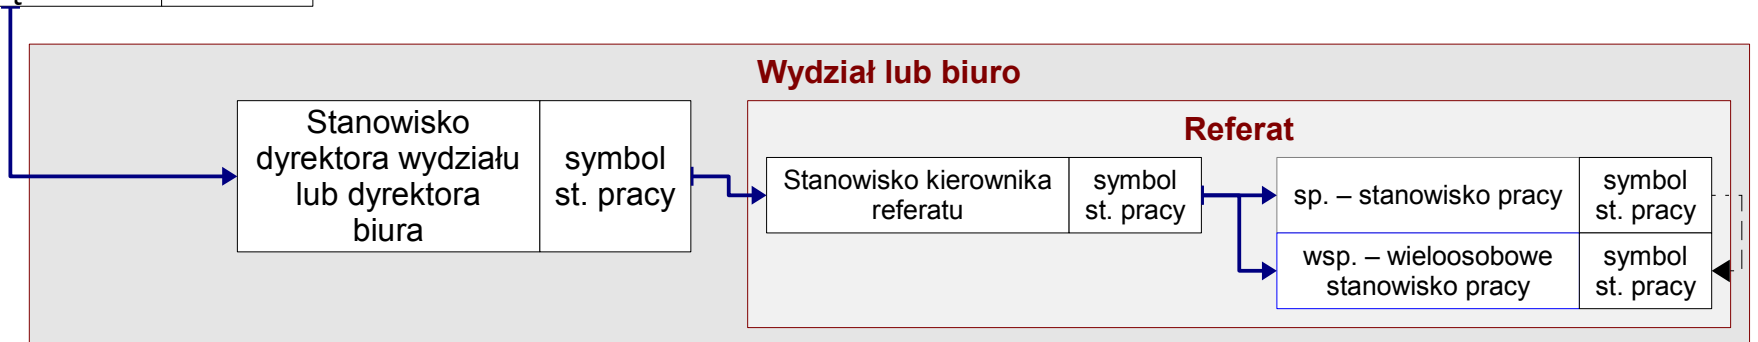 Wydział lub biuro
Stanowisko
dyrektora wydziału
lub dyrektora
biura
symbol
st. pracy
Referat
Stanowisko kierownika
referatu
symbol
st. pracy
sp. – stanowisko pracy
symbol
st. pracy
wsp. – wieloosobowe
stanowisko pracy
symbol
st. pracy